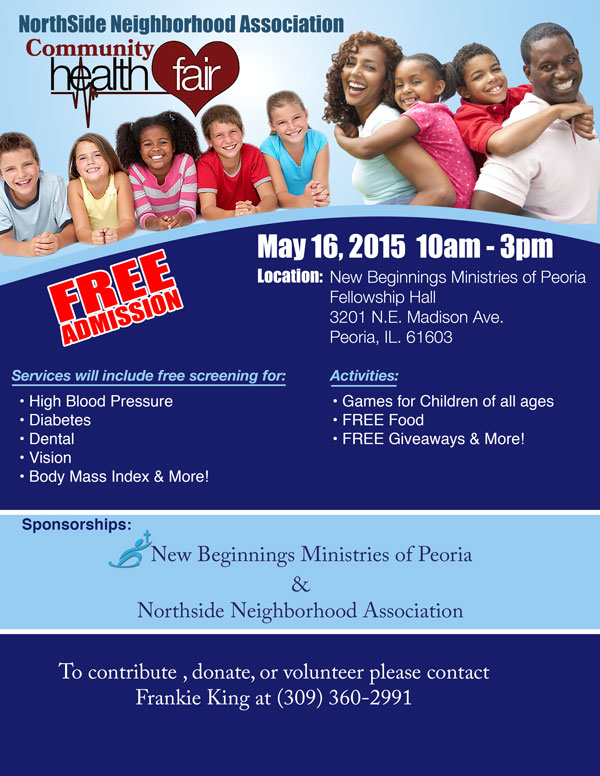 NorthSide Neighborhood Association
Community
health fair
May 16, 2015 10am - 3pm
Location: New Beginnings Ministries of Peoria
Fellowship Hall
3201 N.E. Madison Ave.
Peoria, IL. 61603
FREE
ADMISSION
Services will include free screening for:
• High Blood Pressure
• Diabetes
• Dental
• Vision
• Body Mass Index & More!
Activities:
• Games for Children of all ages
• FREE Food
• FREE Giveaways & More!
Sponsorships:
New Beginnings Ministries of Peoria
&
Northside Neighborhood Association
To contribute , donate, or volunteer please contact
Frankie King at (309) 360-2991